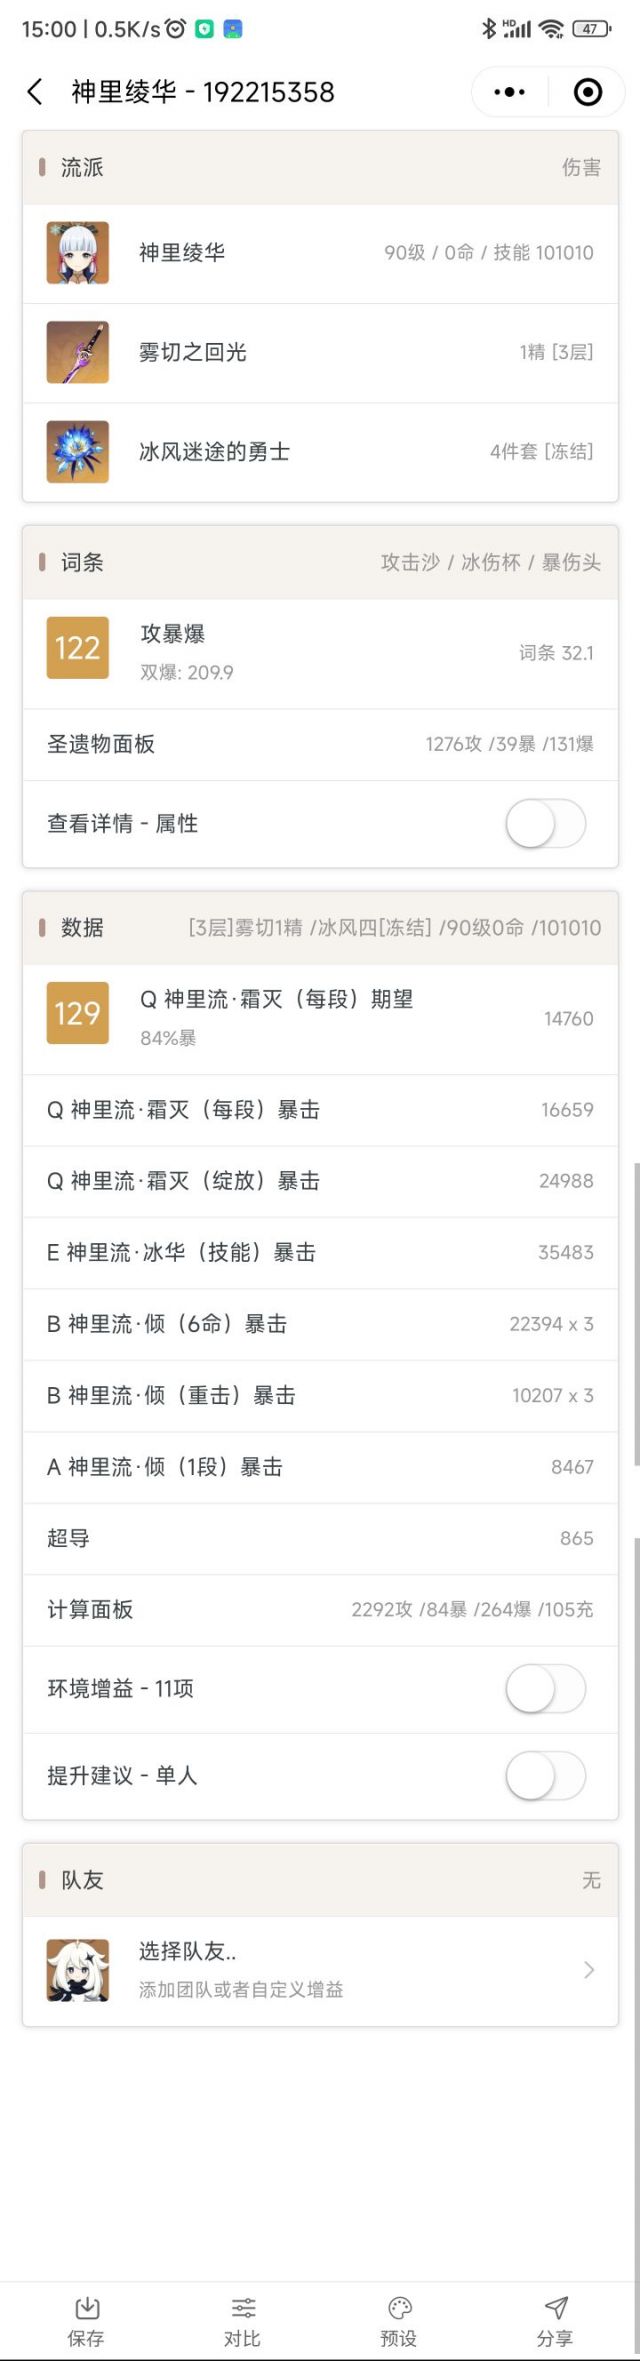 15:00 | 0.5K/s HD 47
神里绫华 - 192215358
流派 伤害
神里绫华 90级 / 0命 / 技能 101010
雾切之回光 1精 [3层]
冰风迷途的勇士 4件套 [冻结]
词条 攻击沙 / 冰伤杯 / 暴伤头
122 攻暴爆 词条 32.1
双爆: 209.9
圣遗物面板 1276攻 /39暴 /131爆
查看详情 - 属性
数据 [3层]雾切1精 /冰风四[冻结] /90级0命 /101010
129 Q 神里流·霜灭（每段）期望 14760
84%暴
Q 神里流·霜灭（每段）暴击 16659
Q 神里流·霜灭（绽放）暴击 24988
E 神里流·冰华（技能）暴击 35483
B 神里流·倾（6命）暴击 22394 x 3
B 神里流·倾（重击）暴击 10207 x 3
A 神里流·倾（1段）暴击 8467
超导 865
计算面板 2292攻 /84暴 /264爆 /105充
环境增益 - 11项
提升建议 - 单人
队友 无
选择队友..
添加团队或者自定义增益
保存 对比 预设 分享